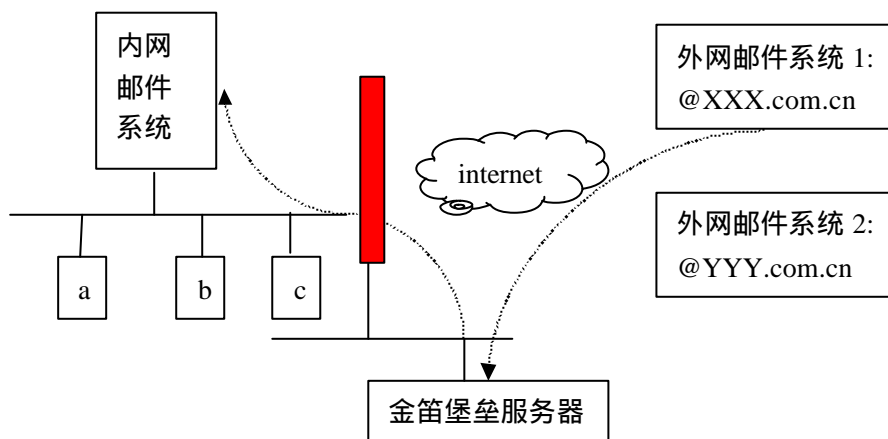 内网
邮件
系统
外网邮件系统 1:
@XXX.com.cn
internet
外网邮件系统 2:
@YYY.com.cn
a
b
c
金笛堡垒服务器